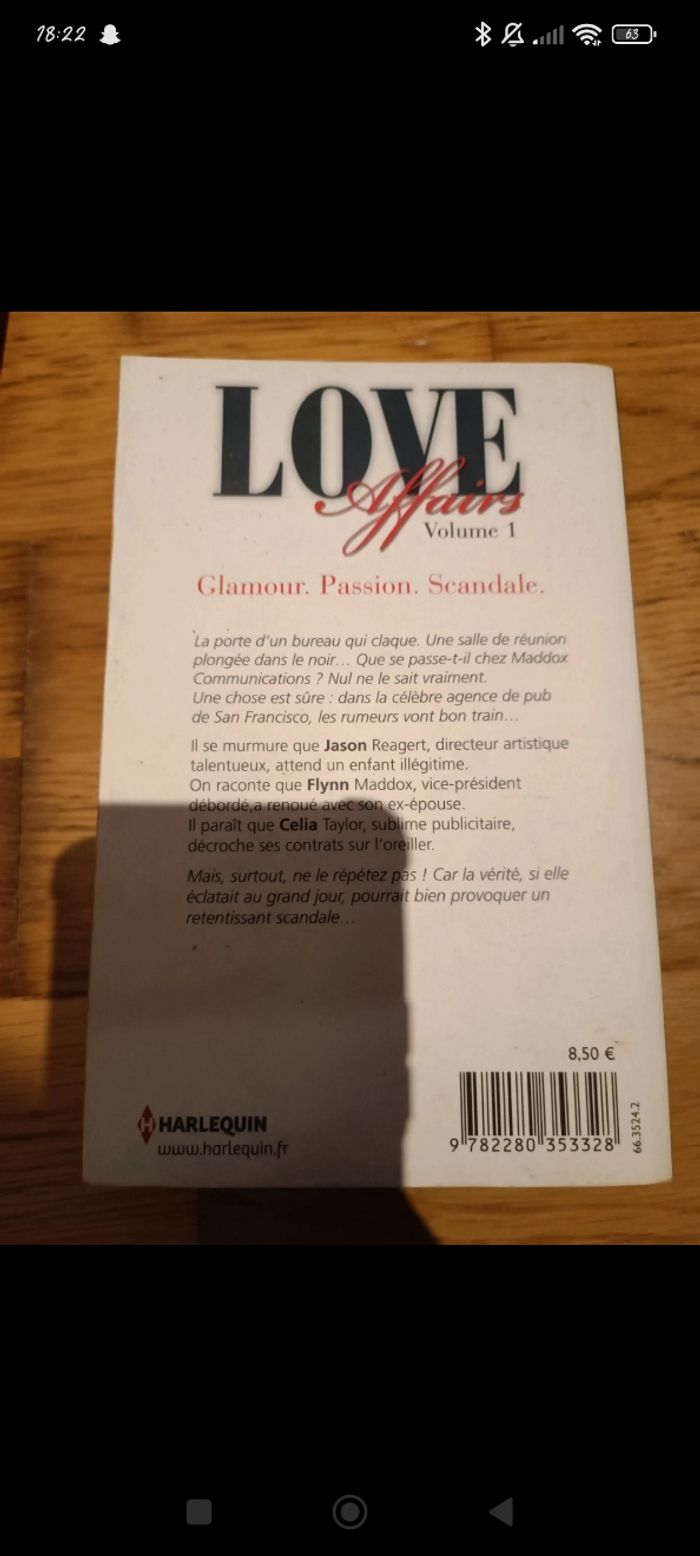 18:22
63
LOVE
Affairs
Volume 1
Glamour. Passion. Scandale.
La porte d'un bureau qui claque. Une salle de réunion
plongée dans le noir... Que se passe-t-il chez Maddox
Communications ? Nul ne le sait vraiment.
Une chose est sûre : dans la célèbre agence de pub
de San Francisco, les rumeurs vont bon train...
Il se murmure que Jason Reagert, directeur artistique
talentueux, attend un enfant illégitime.
On raconte que Flynn Maddox, vice-président
débordé,a renoué avec son ex-épouse.
Il paraît que Celia Taylor, sublime publicitaire,
décroche ses contrats sur l'oreiller.
Mais, surtout, ne le répétez pas ! Car la vérité, si elle
éclatait au grand jour, pourrait bien provoquer un
retentissant scandale...
8,50 €
H HARLEQUIN
www.harlequin.fr
9 782280 353328
66.3524.2